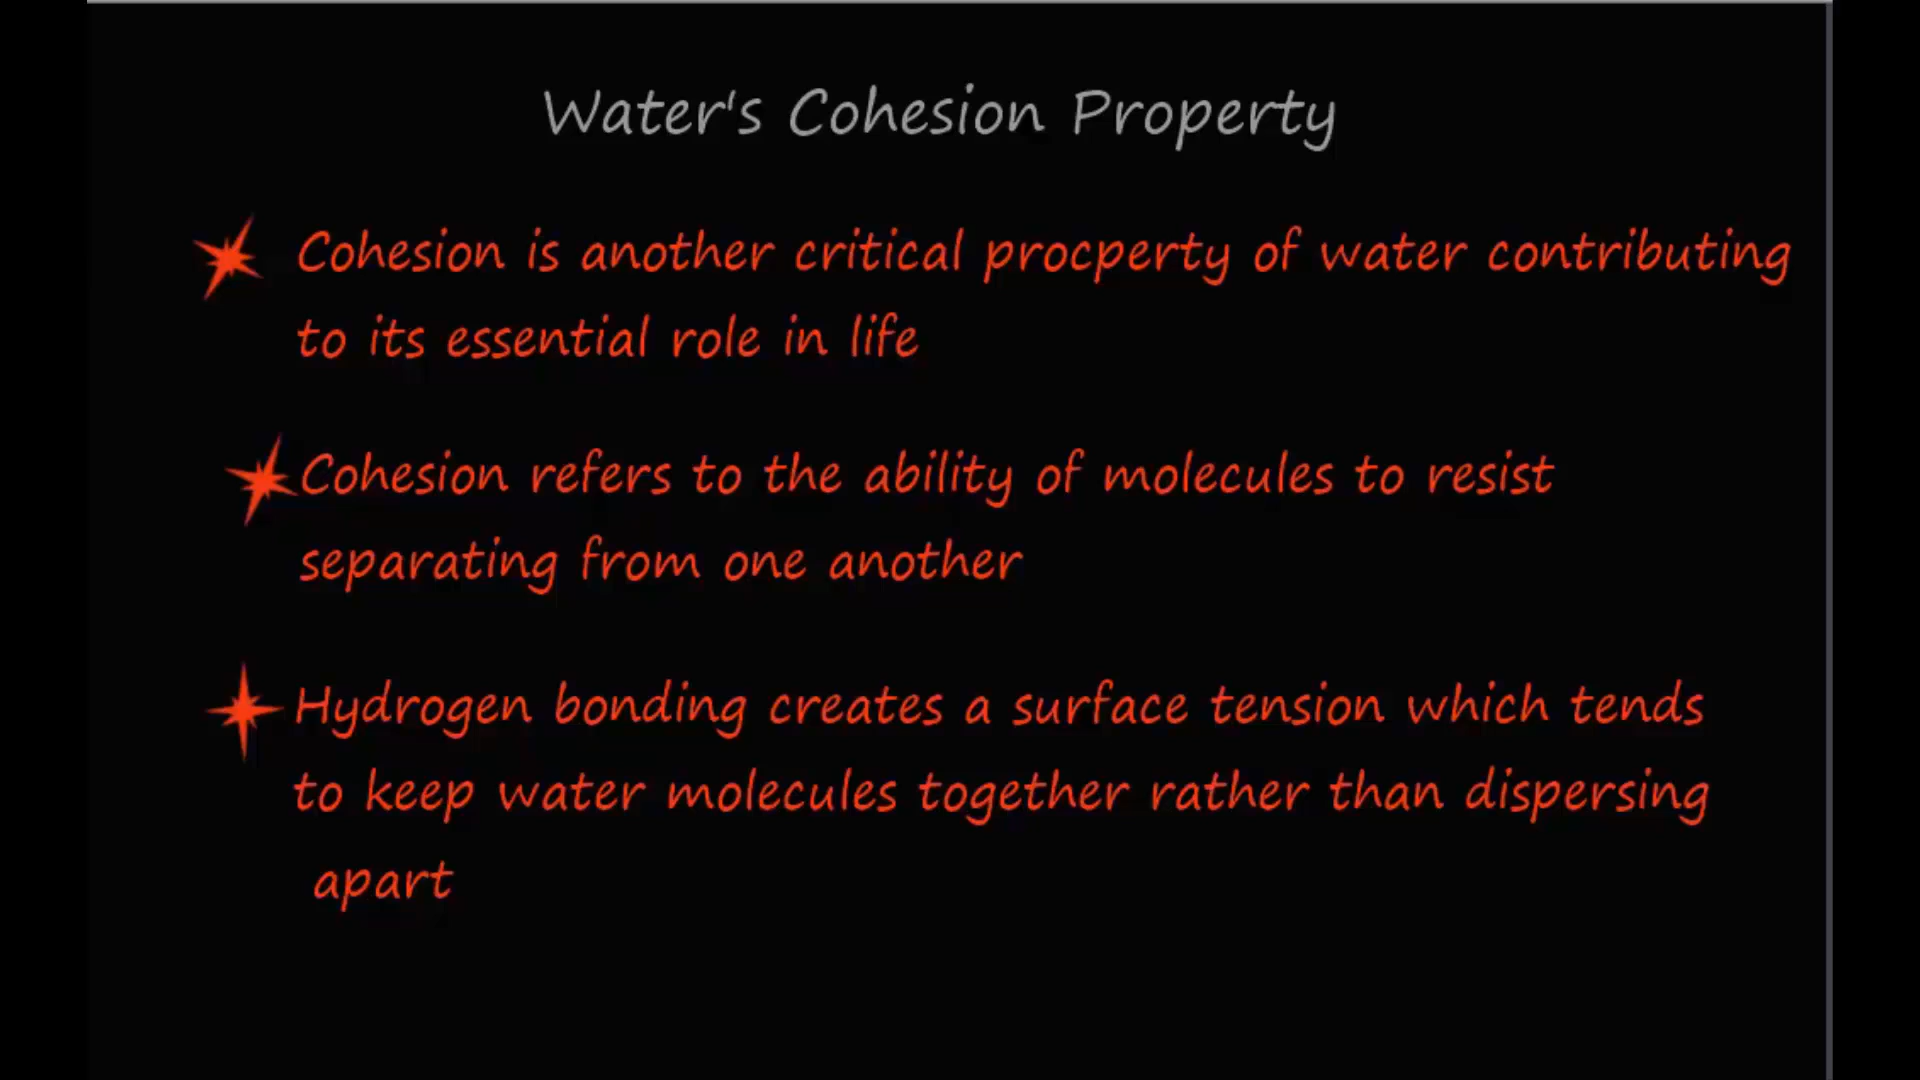 Water's Cohesion Property
Cohesion is another critical procperty of water contributing
to its essential role in life
Cohesion refers to the ability of molecules to resist
separating from one another
Hydrogen bonding creates a surface tension which tends
to keep water molecules together rather than dispersing
apart